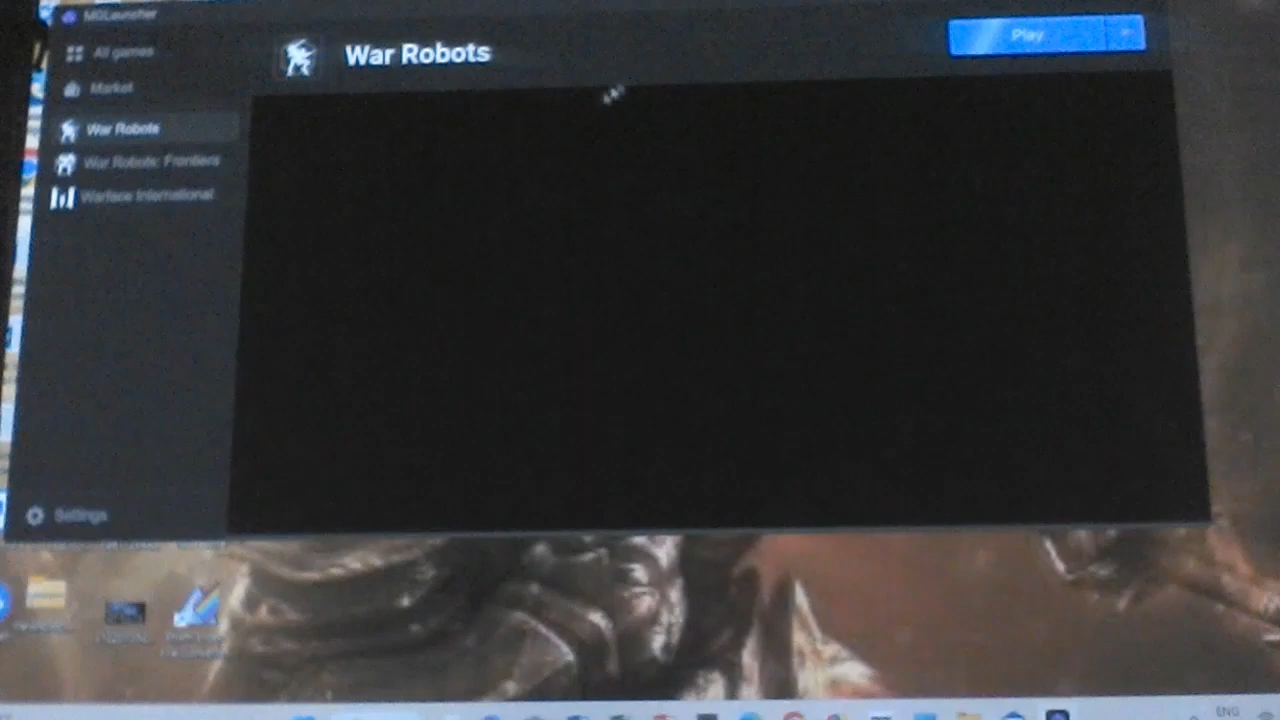 MGLauncher
All games
Market
War Robots
War Robots: Frontiers
Warface International
Settings
War Robots
Play
ENG